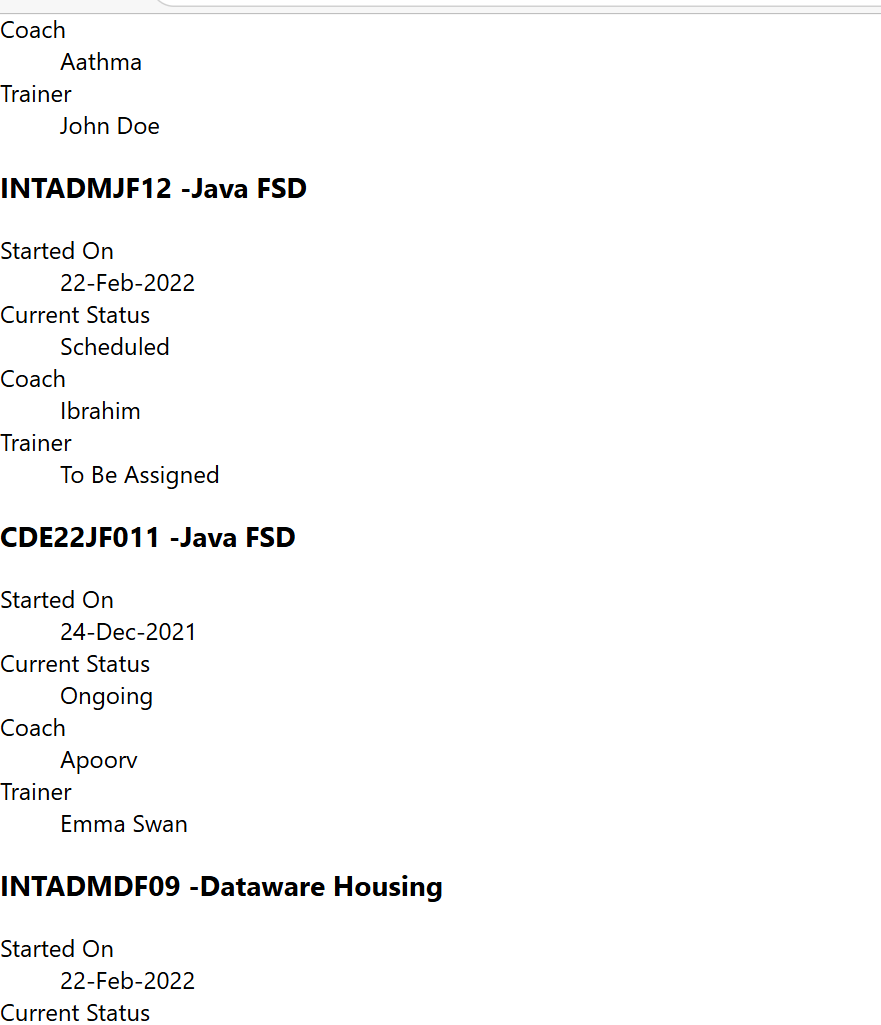 Coach
Aathma
Trainer
John Doe
INTADMJF12 -Java FSD
Started On
22-Feb-2022
Current Status
Scheduled
Coach
Ibrahim
Trainer
To Be Assigned
CDE22JF011 -Java FSD
Started On
24-Dec-2021
Current Status
Ongoing
Coach
Apoorv
Trainer
Emma Swan
INTADMDF09 -Dataware Housing
Started On
22-Feb-2022
Current Status